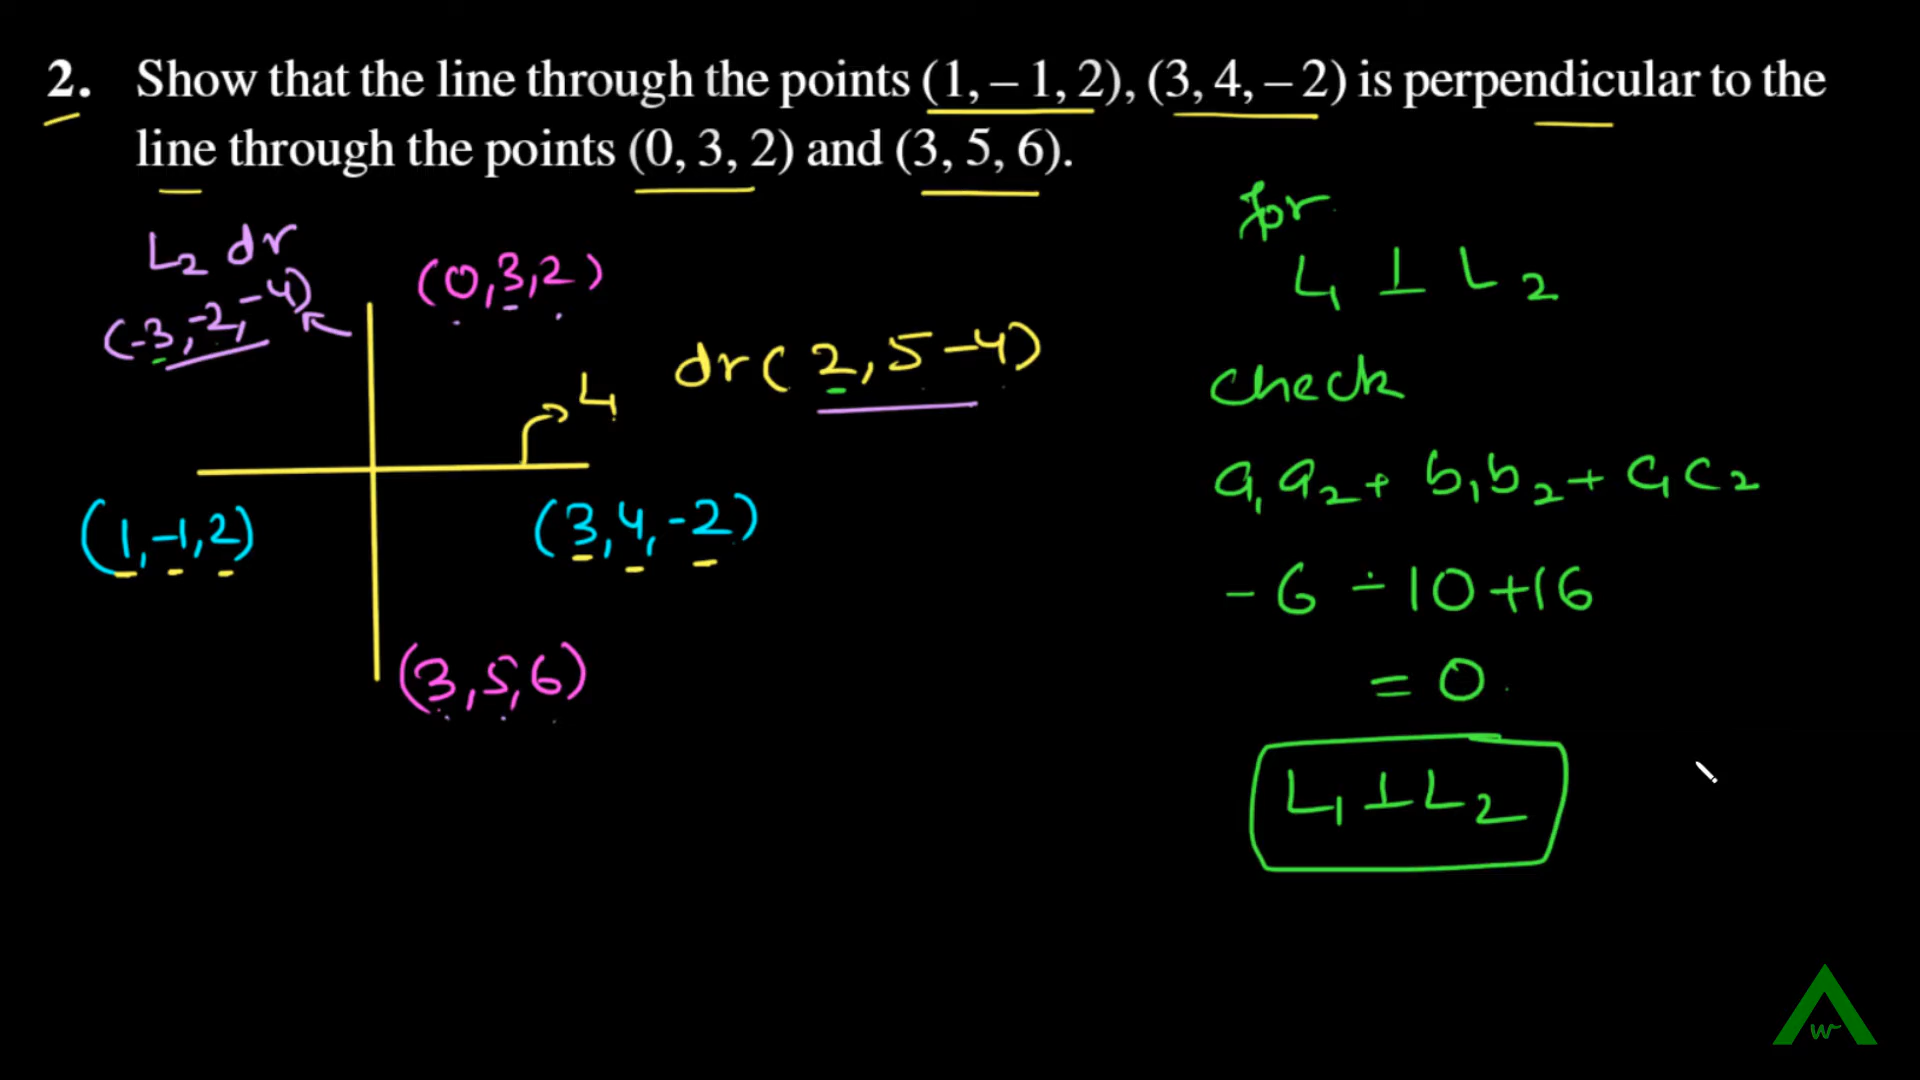 2. Show that the line through the points (1, – 1, 2), (3, 4, – 2) is perpendicular to the
line through the points (0, 3, 2) and (3, 5, 6).
L₂ dr
(-3,-2,-4)
(0,3,2)
dr(2,5-4)
L₁
(1,-1,2)
(3,4,-2)
(3,5,6)
for
L₁ ⊥ L₂
check
a₁a₂+ b₁b₂+ c₁c₂
-6 -10+16
= 0
L₁ ⊥ L₂
w